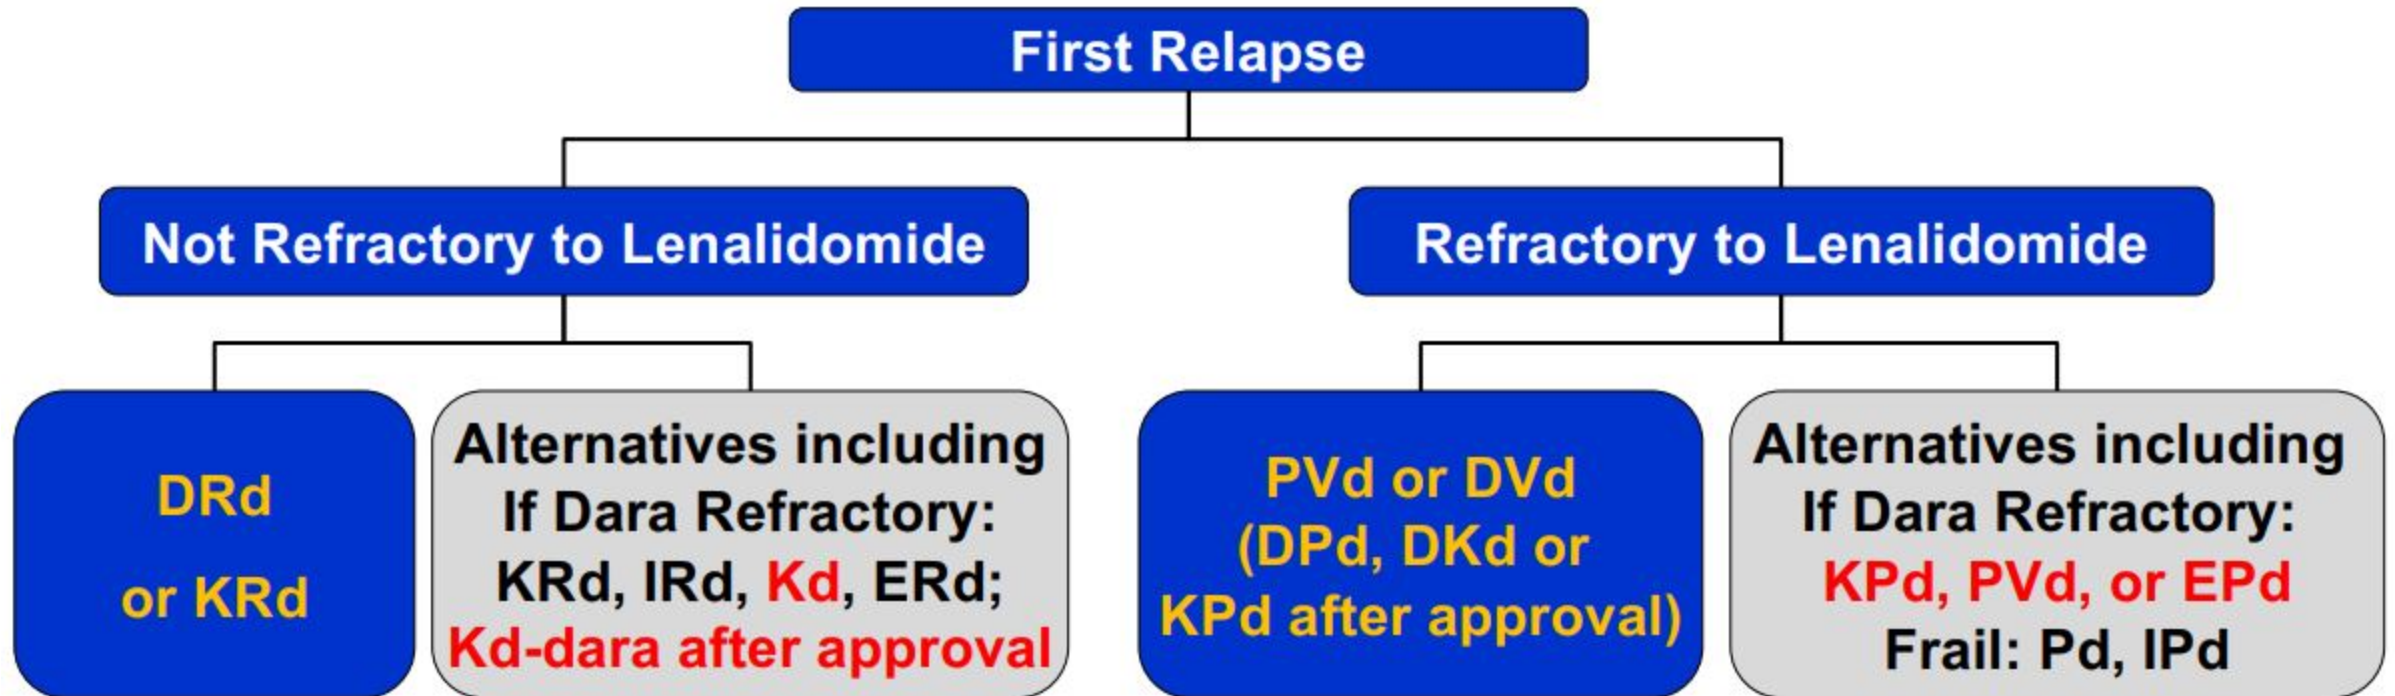 First Relapse
Not Refractory to Lenalidomide
Refractory to Lenalidomide
DRd
or KRd
Alternatives including
If Dara Refractory:
KRd, IRd, Kd, ERd;
Kd-dara after approval
PVd or DVd
(DPd, DKd or
KPd after approval)
Alternatives including
If Dara Refractory:
KPd, PVd, or EPd
Frail: Pd, IPd